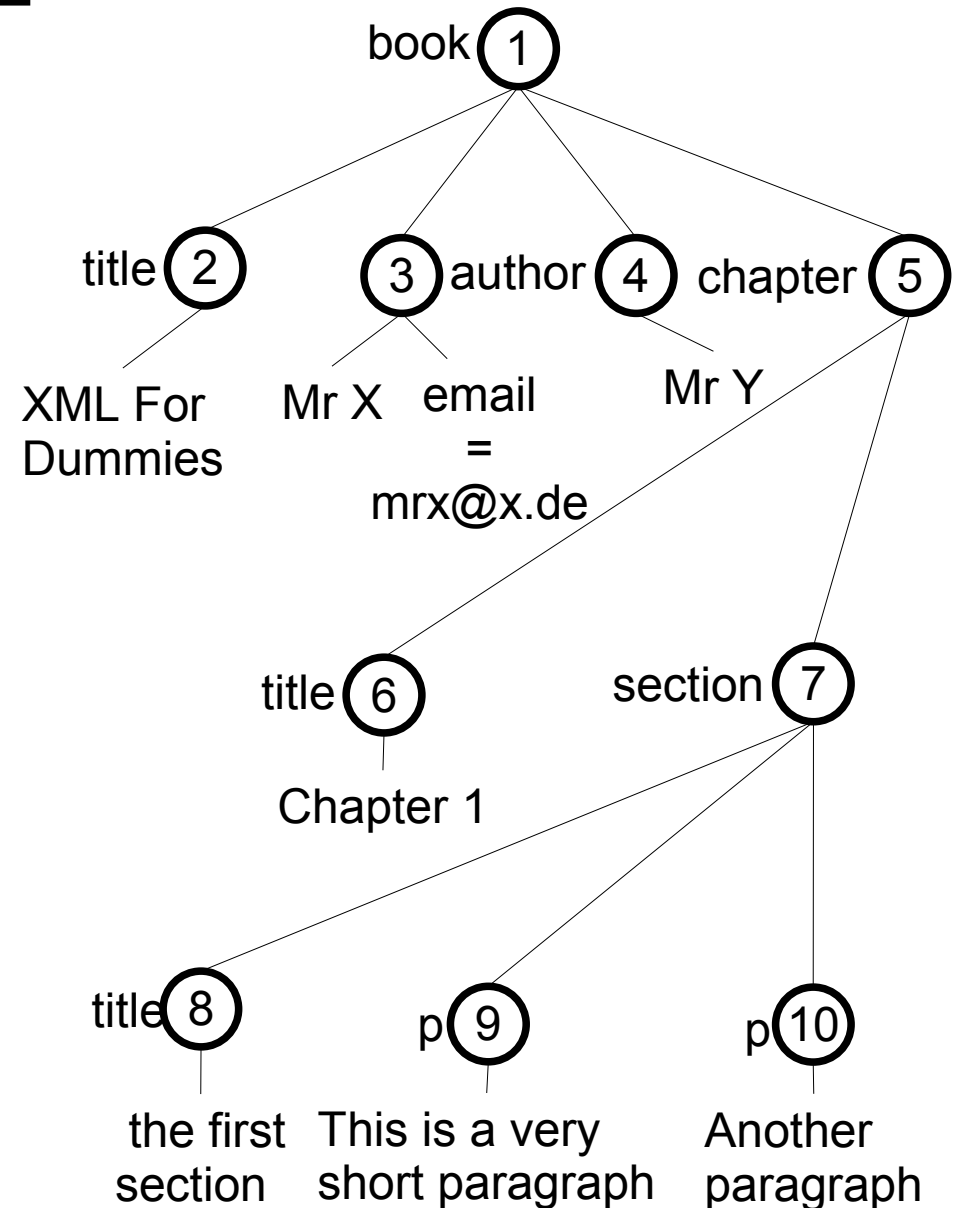 book 1
title 2 3 author 4 chapter 5
XML For
Dummies
Mr X
email
=
mrx@x.de
Mr Y
title 6
section 7
Chapter 1
title 8
p 9
p 10
the first
section
This is a very
short paragraph
Another
paragraph